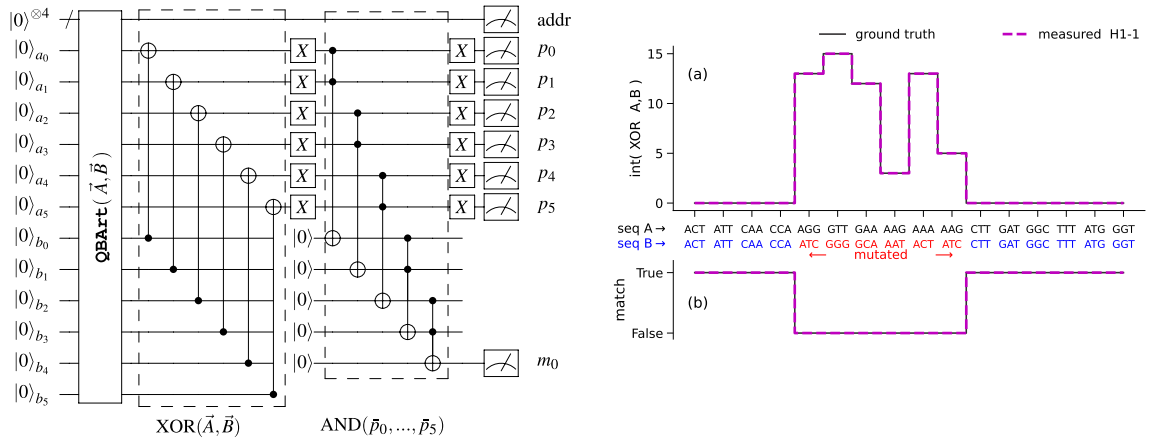 |0⟩⊗4 addr
|0⟩a0 X X p0
|0⟩a1 X X p1
|0⟩a2 X X p2
|0⟩a3 X X p3
|0⟩a4 X X p4
|0⟩a5 X X p5
|0⟩b0 |0⟩
|0⟩b1 |0⟩
|0⟩b2 |0⟩
|0⟩b3 |0⟩
|0⟩b4 |0⟩ m0
|0⟩b5
QBArt(A⃗,B⃗)
XOR(A⃗,B⃗)
AND(p̄0,...,p̄5)
ground truth
measured H1-1
(a)
int( XOR A,B )
15
10
5
0
seq A → ACT ATT CAA CCA AGG GTT GAA AAG AAA AAG CTT GAT GGC TTT ATG GGT
seq B → ACT ATT CAA CCA ATC GGG GCA AAT ACT ATC CTT GAT GGC TTT ATG GGT
← mutated →
(b)
match
True
False